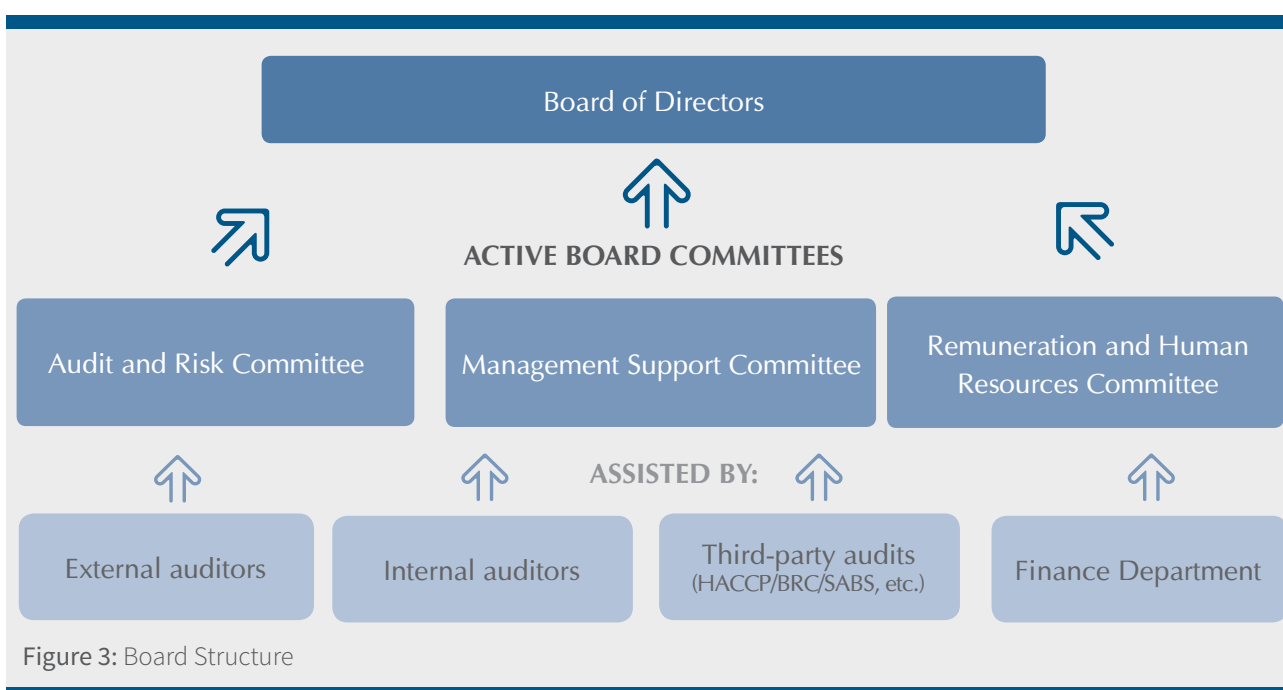 Board of Directors
ACTIVE BOARD COMMITTEES
Audit and Risk Committee
Management Support Committee
Remuneration and Human
Resources Committee
ASSISTED BY:
External auditors
Internal auditors
Third-party audits
(HACCP/BRC/SABS, etc.)
Finance Department
Figure 3: Board Structure